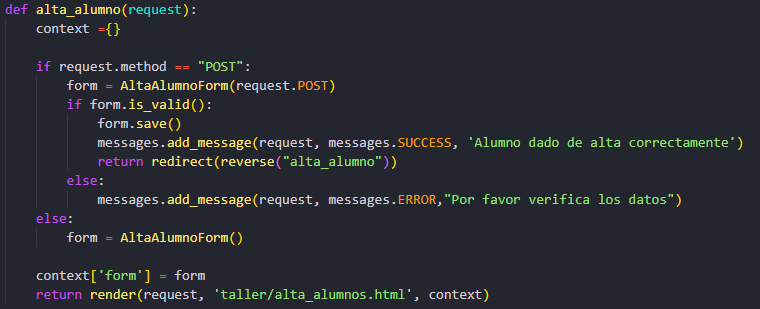 def alta_alumno(request):
    context ={}

    if request.method == "POST":
        form = AltaAlumnoForm(request.POST)
        if form.is_valid():
            form.save()
            messages.add_message(request, messages.SUCCESS, 'Alumno dado de alta correctamente')
            return redirect(reverse("alta_alumno"))
        else:
            messages.add_message(request, messages.ERROR,"Por favor verifica los datos")
    else:
        form = AltaAlumnoForm()

    context['form'] = form
    return render(request, 'taller/alta_alumnos.html', context)